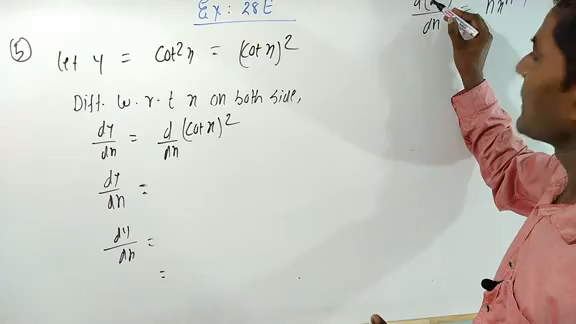 Ex: 28E
⑤ Let y = cot²x = (cot x)²
Diff. w.r.t x on both side,
dy/dx = d/dx (cot x)²
dy/dx =
dy/dx =
=